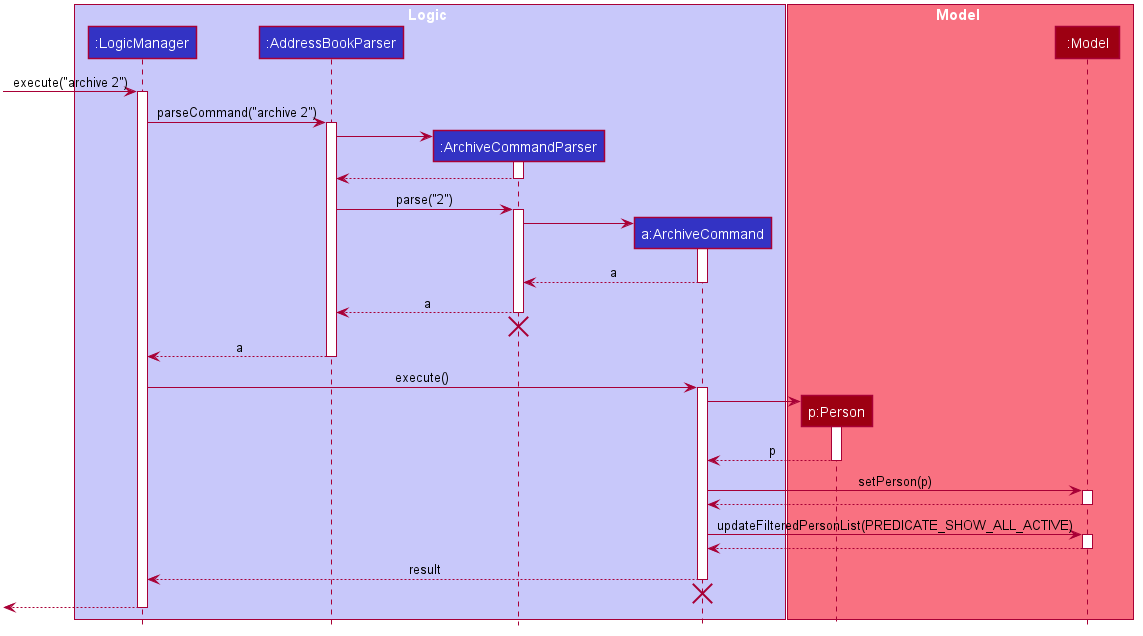 Logic
Model
:LogicManager
:AddressBookParser
:Model
execute("archive 2")
parseCommand("archive 2")
:ArchiveCommandParser
parse("2")
a:ArchiveCommand
a
a
a
execute()
p:Person
p
setPerson(p)
updateFilteredPersonList(PREDICATE_SHOW_ALL_ACTIVE)
result